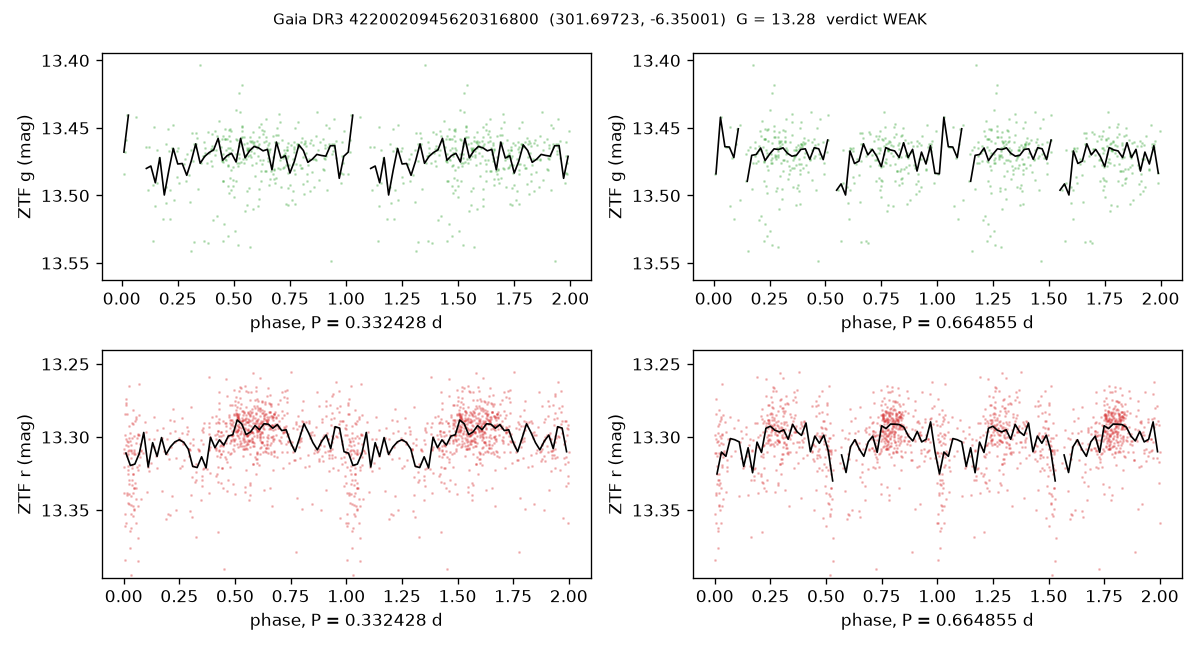 Gaia DR3 4220020945620316800  (301.69723, -6.35001)  G = 13.28  verdict WEAK
13.40
13.45
13.50
13.55
ZTF g (mag)
0.00 0.25 0.50 0.75 1.00 1.25 1.50 1.75 2.00
phase, P = 0.332428 d
13.40
13.45
13.50
13.55
ZTF g (mag)
0.00 0.25 0.50 0.75 1.00 1.25 1.50 1.75 2.00
phase, P = 0.664855 d
13.25
13.30
13.35
ZTF r (mag)
0.00 0.25 0.50 0.75 1.00 1.25 1.50 1.75 2.00
phase, P = 0.332428 d
13.25
13.30
13.35
ZTF r (mag)
0.00 0.25 0.50 0.75 1.00 1.25 1.50 1.75 2.00
phase, P = 0.664855 d